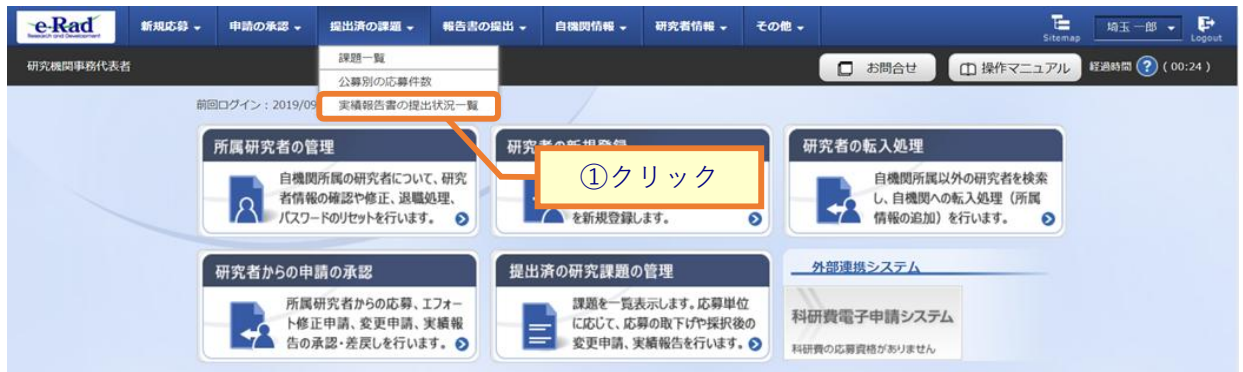 e-Rad
Research and Development
新規応募
申請の承認
提出済の課題
報告書の提出
自機関情報
研究者情報
その他
Sitemap
埼玉 一郎
Logout
研究機関事務代表者
課題一覧
公募別の応募件数
実績報告書の提出状況一覧
お問合せ
操作マニュアル
経過時間 ? ( 00:24 )
前回ログイン：2019/09
①クリック
所属研究者の管理
自機関所属の研究者について、研究
者情報の確認や修正、退職処理、
パスワードのリセットを行います。
研究者の新規登録
を新規登録します。
研究者の転入処理
自機関所属以外の研究者を検索
し、自機関への転入処理（所属
情報の追加）を行います。
研究者からの申請の承認
所属研究者からの応募、エフォー
ト修正申請、変更申請、実績報
告の承認・差戻しを行います。
提出済の研究課題の管理
課題を一覧表示します。応募単位
に応じて、応募の取下げや採択後の
変更申請、実績報告を行います。
外部連携システム
科研費電子申請システム
科研費の応募資格がありません